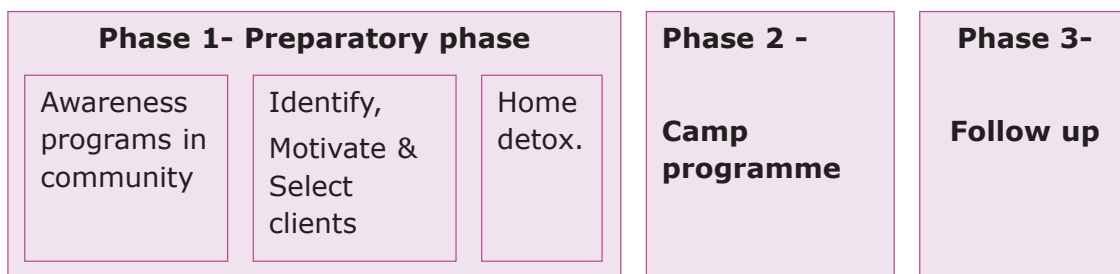 Phase 1- Preparatory phase
Awareness
programs in
community
Identify,
Motivate &
Select
clients
Home
detox.
Phase 2 -
Camp
programme
Phase 3-
Follow up